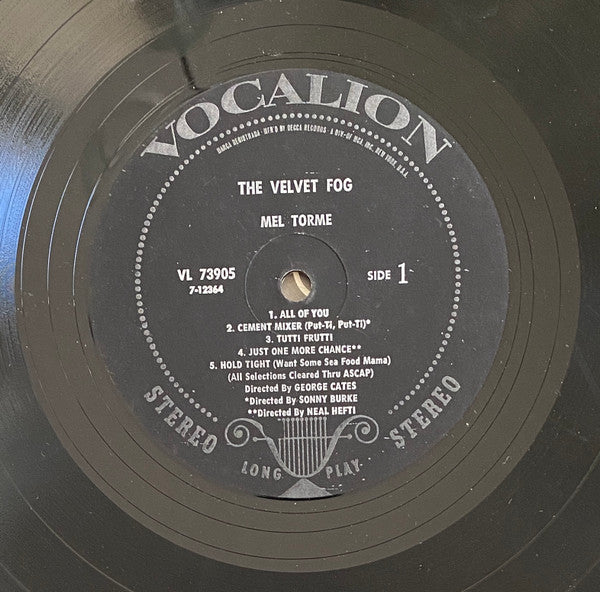 VOCALION
MARCA REGISTRADA · MFR'D BY DECCA RECORDS · A DIV. OF MCA INC. NEW YORK, U.S.A.
THE VELVET FOG
MEL TORME
VL 73905
7-12364
SIDE 1
1. ALL OF YOU
2. CEMENT MIXER (Put-Ti, Put-Ti)*
3. TUTTI FRUTTI
4. JUST ONE MORE CHANCE**
5. HOLD TIGHT (Want Some Sea Food Mama)
(All Selections Cleared Thru ASCAP)
Directed By GEORGE CATES
*Directed By SONNY BURKE
**Directed By NEAL HEFTI
STEREO
LONG PLAY
STEREO